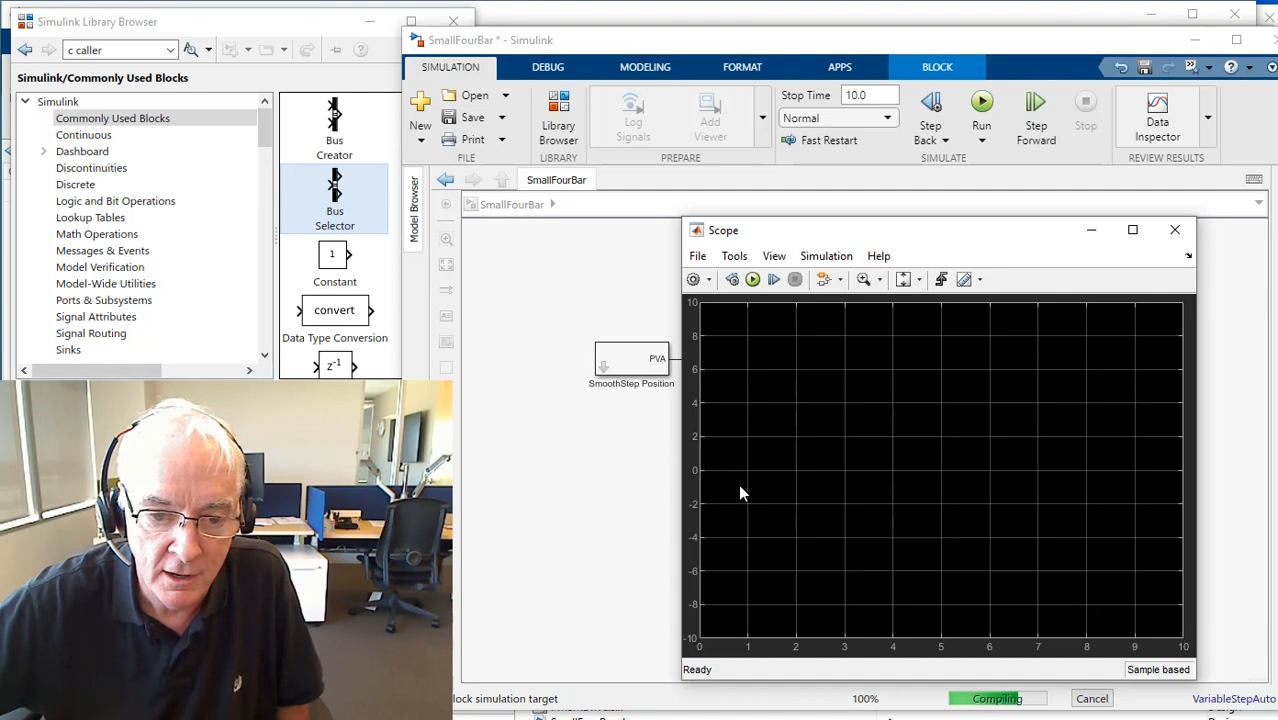 Simulink Library Browser
c caller
Simulink/Commonly Used Blocks
Simulink
Commonly Used Blocks
Continuous
Dashboard
Discontinuities
Discrete
Logic and Bit Operations
Lookup Tables
Math Operations
Messages & Events
Model Verification
Model-Wide Utilities
Ports & Subsystems
Signal Attributes
Signal Routing
Sinks
Bus
Creator
Bus
Selector
1
Constant
convert
Data Type Conversion
z-1
SmallFourBar * - Simulink
SIMULATION
DEBUG
MODELING
FORMAT
APPS
BLOCK
New
Open
Save
Print
FILE
Library
Browser
LIBRARY
Log
Signals
Add
Viewer
PREPARE
Stop Time
10.0
Normal
Fast Restart
Step
Back
Run
Step
Forward
Stop
SIMULATE
Data
Inspector
REVIEW RESULTS
SmallFourBar
Model Browser
SmallFourBar
PVA
SmoothStep Position
Scope
File Tools View Simulation Help
10
8
6
4
2
0
-2
-4
-6
-8
-10
0 1 2 3 4 5 6 7 8 9 10
Ready
Sample based
lock simulation target
100%
Compiling
Cancel
VariableStepAuto